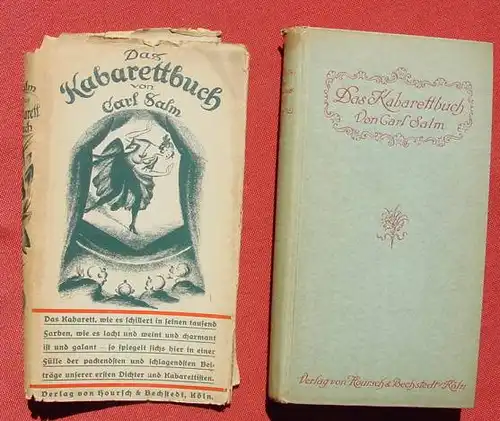 Das
Kabarettbuch
von
Carl Salm
Das Kabarett, wie es schillert in seinen tausend
Farben, wie es lacht und weint und charmant
ist und galant – so spiegelt sichs hier in einer
Fülle der packendsten und schlagendsten Bei-
träge unserer ersten Dichter und Kabarettisten.
Verlag von Hoursch & Bechstedt, Köln.
Das Kabarettbuch
Von Carl Salm
Verlag von Hoursch & Bechstedt Köln